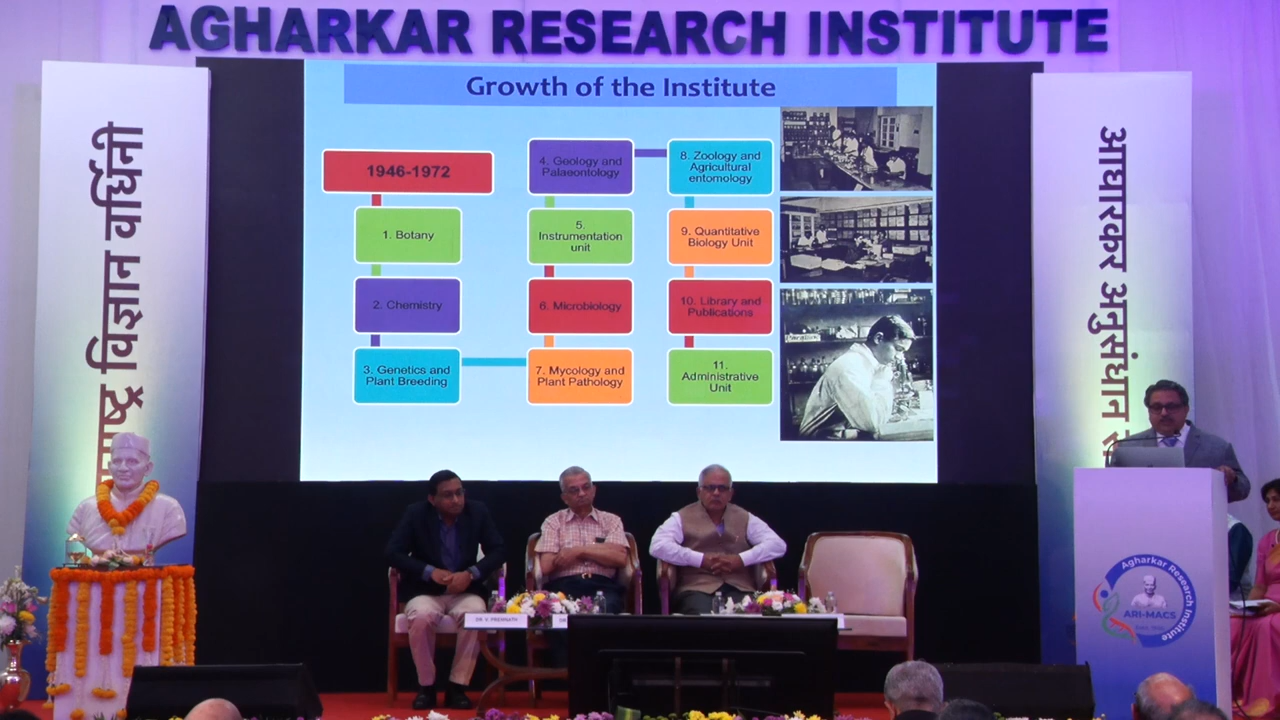 AGHARKAR RESEARCH INSTITUTE
विज्ञान वर्धिनी
Growth of the Institute
1946-1972
1. Botany
2. Chemistry
3. Genetics and
Plant Breeding
4. Geology and
Palaeontology
5.
Instrumentation
unit
6. Microbiology
7. Mycology and
Plant Pathology
8. Zoology and
Agricultural
entomology
9. Quantitative
Biology Unit
10. Library and
Publications
11.
Administrative
Unit
आघारकर अनुसंधान
DR. V. PREMNATH
DR
Agharkar Research Institute
ARI-MACS